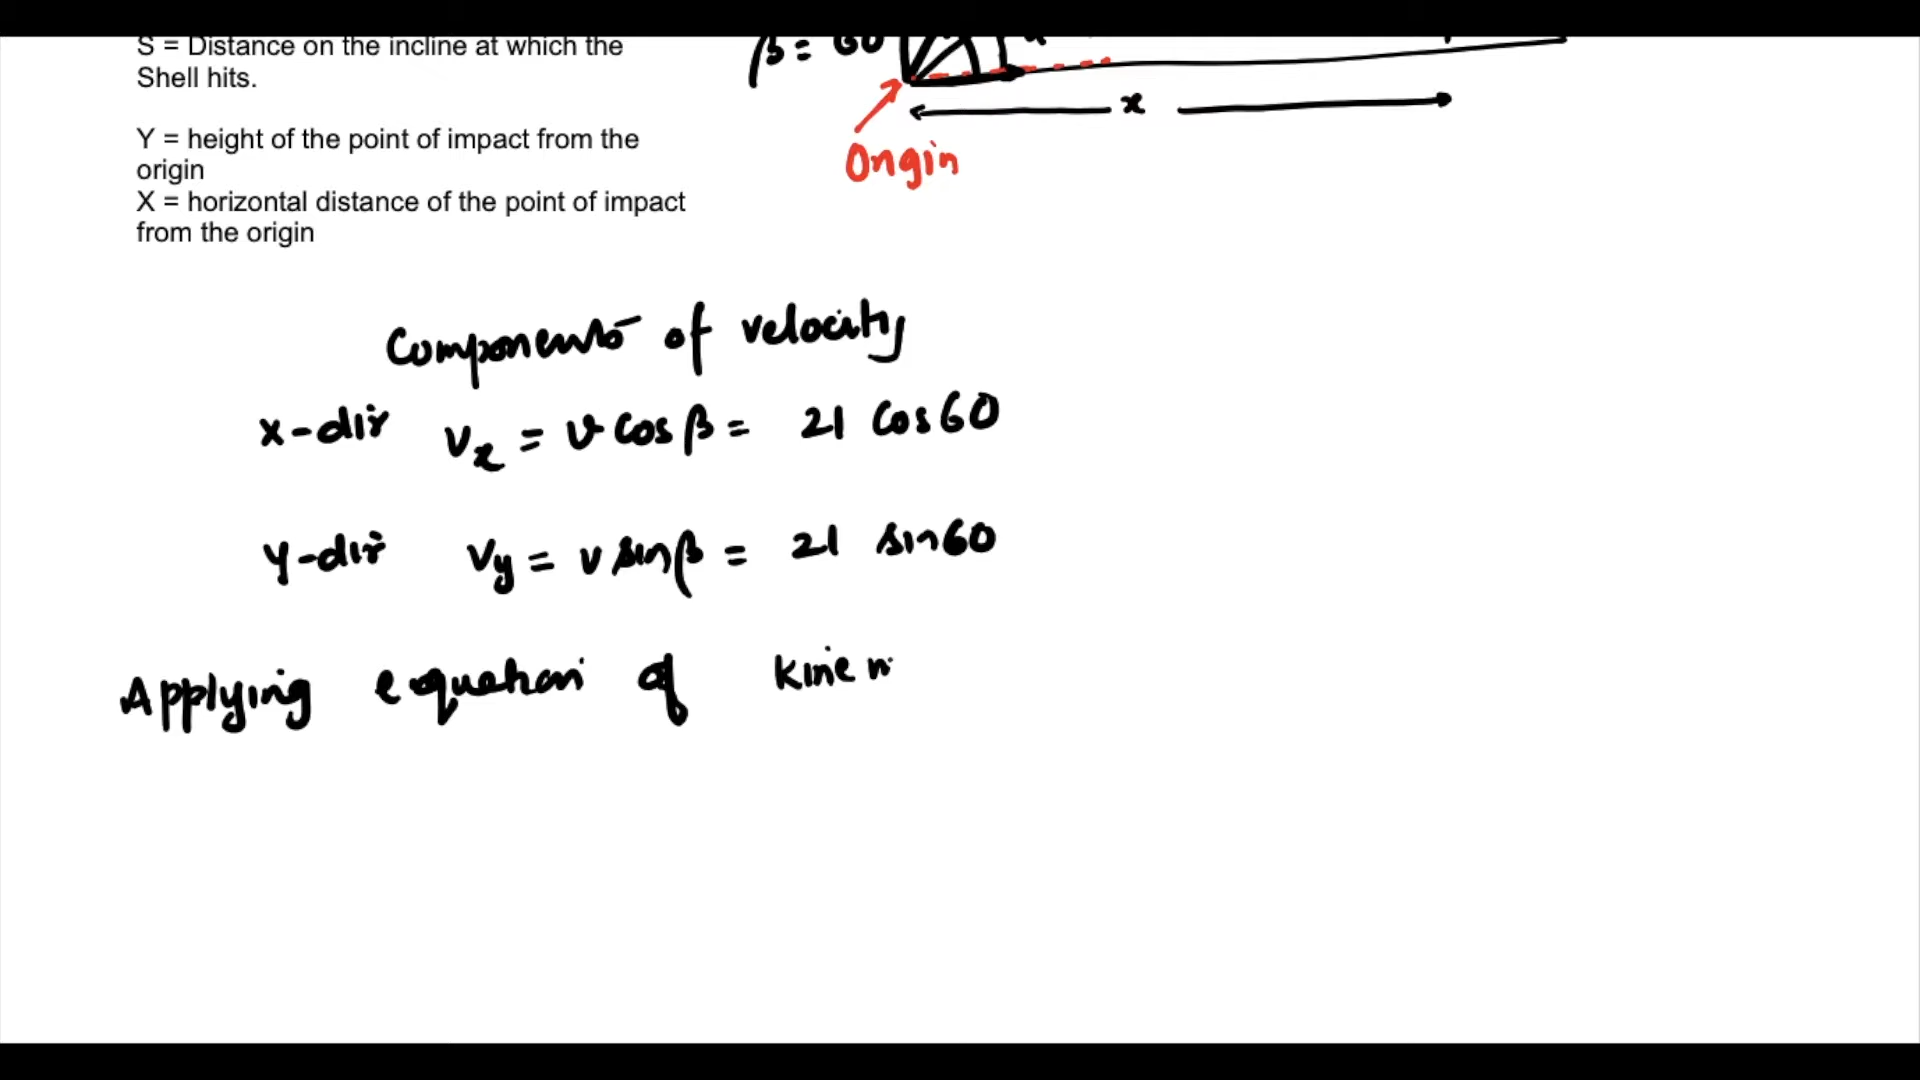 S = Distance on the incline at which the
Shell hits.
β = 60
x
Origin
Y = height of the point of impact from the
origin
X = horizontal distance of the point of impact
from the origin
Components of velocity
x-dir vₓ = v cos β = 21 cos 60
y-dir vy = v sin β = 21 sin 60
Applying equation of kinem